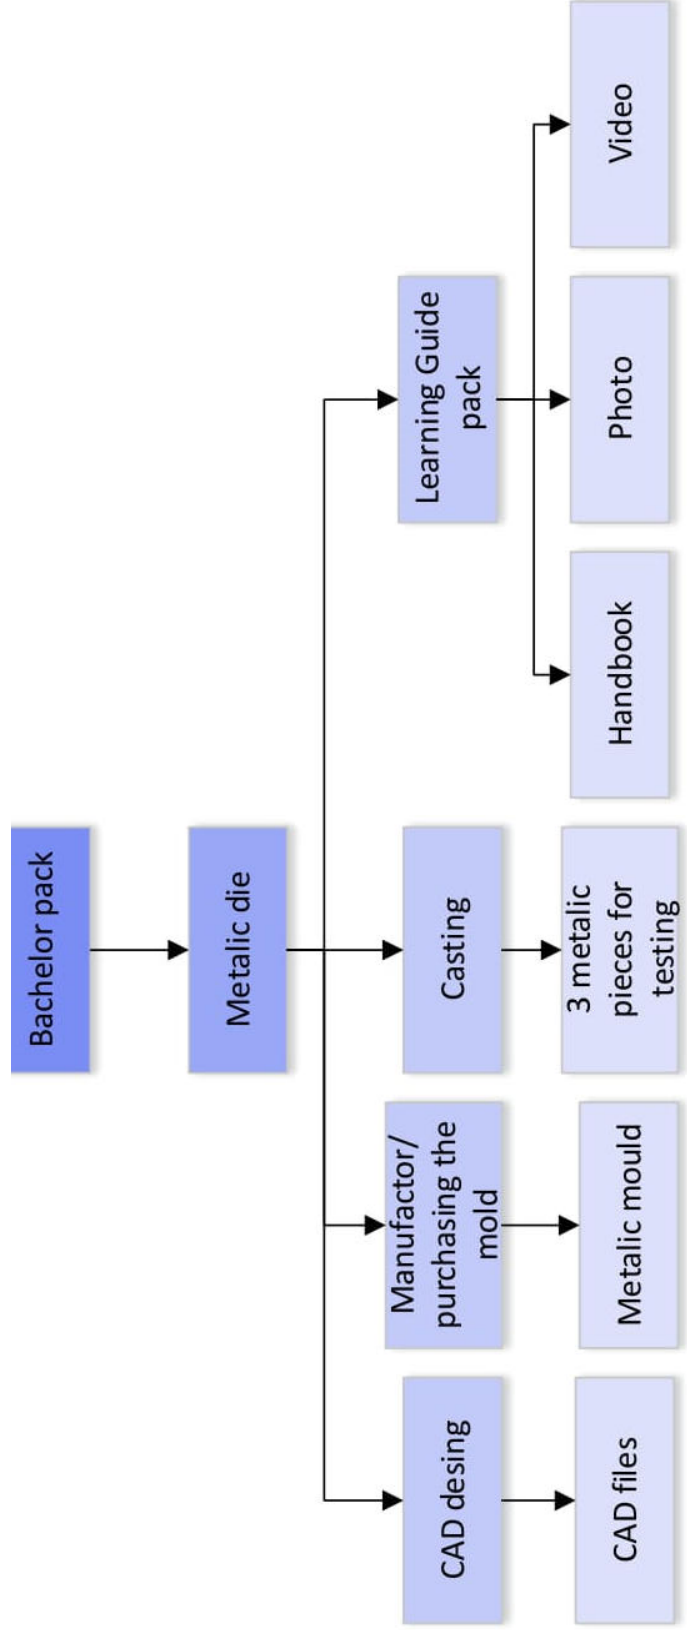 Bachelor pack
Metalic die
CAD desing
Manufactor/
purchasing the
mold
Casting
Learning Guide
pack
CAD files
Metalic mould
3 metalic
pieces for
testing
Handbook
Photo
Video